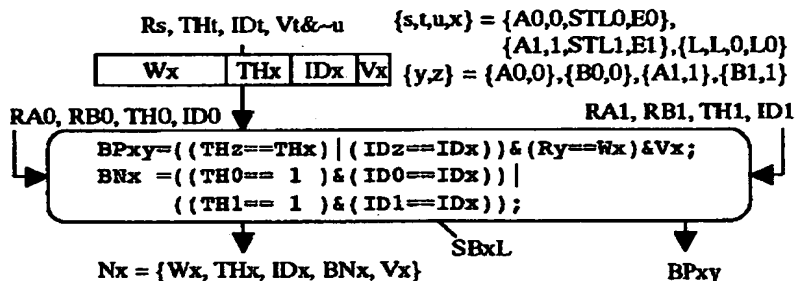 Rs, THt, IDt, Vt&~u
{s,t,u,x} = {A0,0,STL0,E0},
{A1,1,STL1,E1},{L,L,0,L0}
Wx THx IDx Vx
{y,z} = {A0,0},{B0,0},{A1,1},{B1,1}
RA0, RB0, TH0, ID0
RA1, RB1, TH1, ID1
BPxy=((THz==THx)|(IDz==IDx))&(Ry==Wx)&Vx;
BNx =((TH0== 1 )&(ID0==IDx))|
((TH1== 1 )&(ID1==IDx));
SBxL
Nx = {Wx, THx, IDx, BNx, Vx}
BPxy